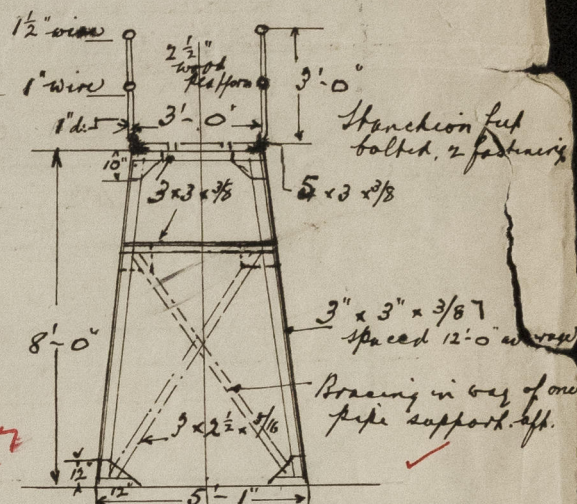 1½" wire
2½"
wood
platform
1" wire
3'-0"
1" d:
3'-0"
Stanchion feet
bolted, 2 fastenings
10"
3 x 3 x 3/8
5 x 3 x 3/8
8'-0"
3" x 3" x 3/8
spaced 12'-0" average
Bracing in way of one
pipe support. aft.
3 x 2½ x 5/16
12"
12"
5'-1"